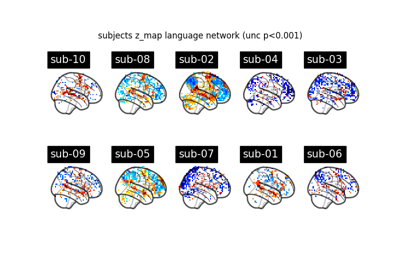 subjects z_map language network (unc p<0.001)
sub-10 sub-08 sub-02 sub-04 sub-03
sub-09 sub-05 sub-07 sub-01 sub-06